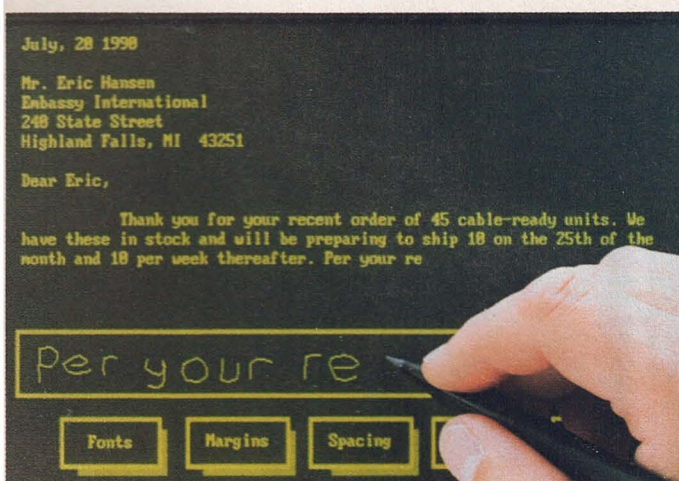 July, 20 1990
Mr. Eric Hansen
Embassy International
240 State Street
Highland Falls, MI 43251
Dear Eric,
Thank you for your recent order of 45 cable-ready units. We
have these in stock and will be preparing to ship 10 on the 25th of the
month and 10 per week thereafter. Per your re
Per your re
Fonts Margins Spacing